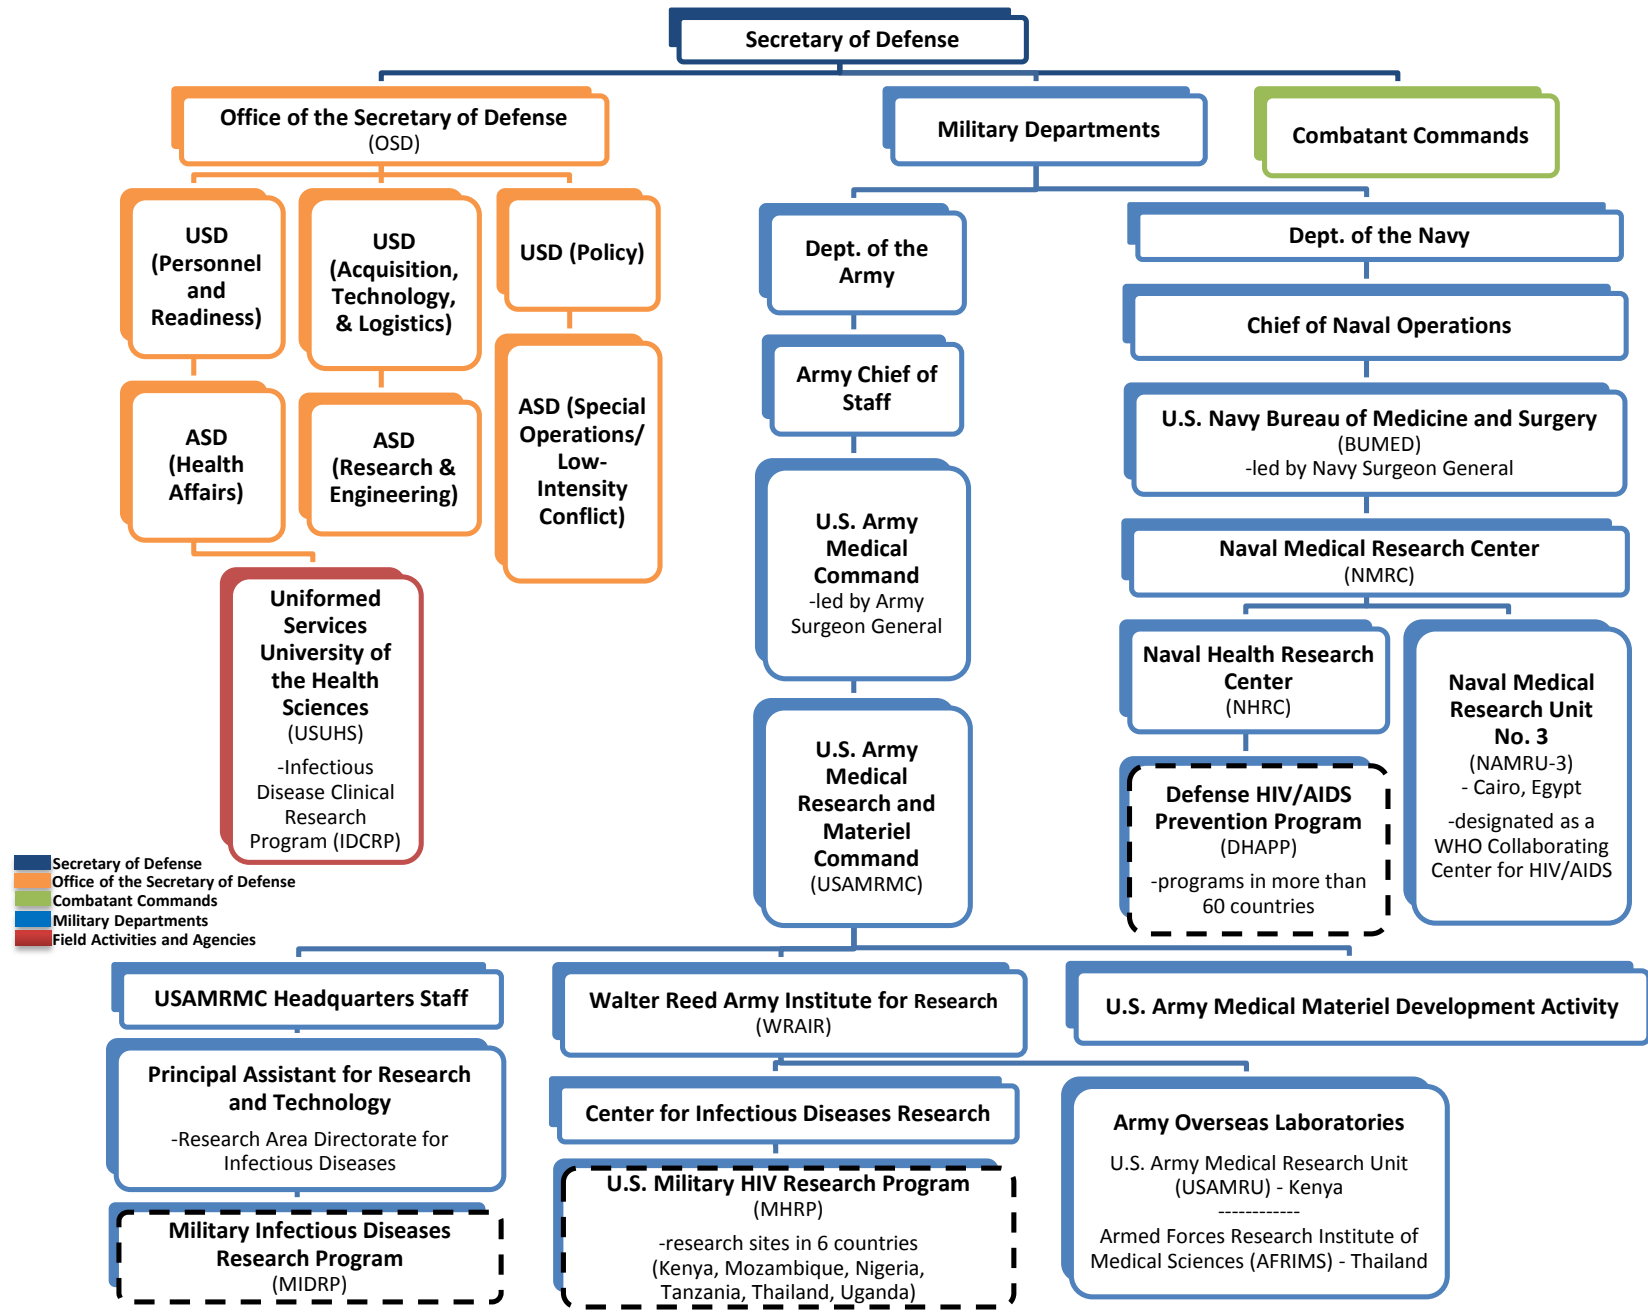 Secretary of Defense
Office of the Secretary of Defense
(OSD)
Military Departments
Combatant Commands
USD
(Personnel
and
Readiness)
USD
(Acquisition,
Technology,
& Logistics)
USD (Policy)
ASD
(Health
Affairs)
ASD
(Research &
Engineering)
ASD (Special
Operations/
Low-
Intensity
Conflict)
Uniformed
Services
University of
the Health
Sciences
(USUHS)
-Infectious
Disease Clinical
Research
Program (IDCRP)
Dept. of the
Army
Army Chief of
Staff
U.S. Army
Medical
Command
-led by Army
Surgeon General
U.S. Army
Medical
Research and
Materiel
Command
(USAMRMC)
Dept. of the Navy
Chief of Naval Operations
U.S. Navy Bureau of Medicine and Surgery
(BUMED)
-led by Navy Surgeon General
Naval Medical Research Center
(NMRC)
Naval Health Research
Center
(NHRC)
Defense HIV/AIDS
Prevention Program
(DHAPP)
-programs in more than
60 countries
Naval Medical
Research Unit
No. 3
(NAMRU-3)
- Cairo, Egypt
-designated as a
WHO Collaborating
Center for HIV/AIDS
Secretary of Defense
Office of the Secretary of Defense
Combatant Commands
Military Departments
Field Activities and Agencies
USAMRMC Headquarters Staff
Principal Assistant for Research
and Technology
-Research Area Directorate for
Infectious Diseases
Military Infectious Diseases
Research Program
(MIDRP)
Walter Reed Army Institute for Research
(WRAIR)
Center for Infectious Diseases Research
U.S. Military HIV Research Program
(MHRP)
-research sites in 6 countries
(Kenya, Mozambique, Nigeria,
Tanzania, Thailand, Uganda)
U.S. Army Medical Materiel Development Activity
Army Overseas Laboratories
U.S. Army Medical Research Unit
(USAMRU) - Kenya
------------
Armed Forces Research Institute of
Medical Sciences (AFRIMS) - Thailand